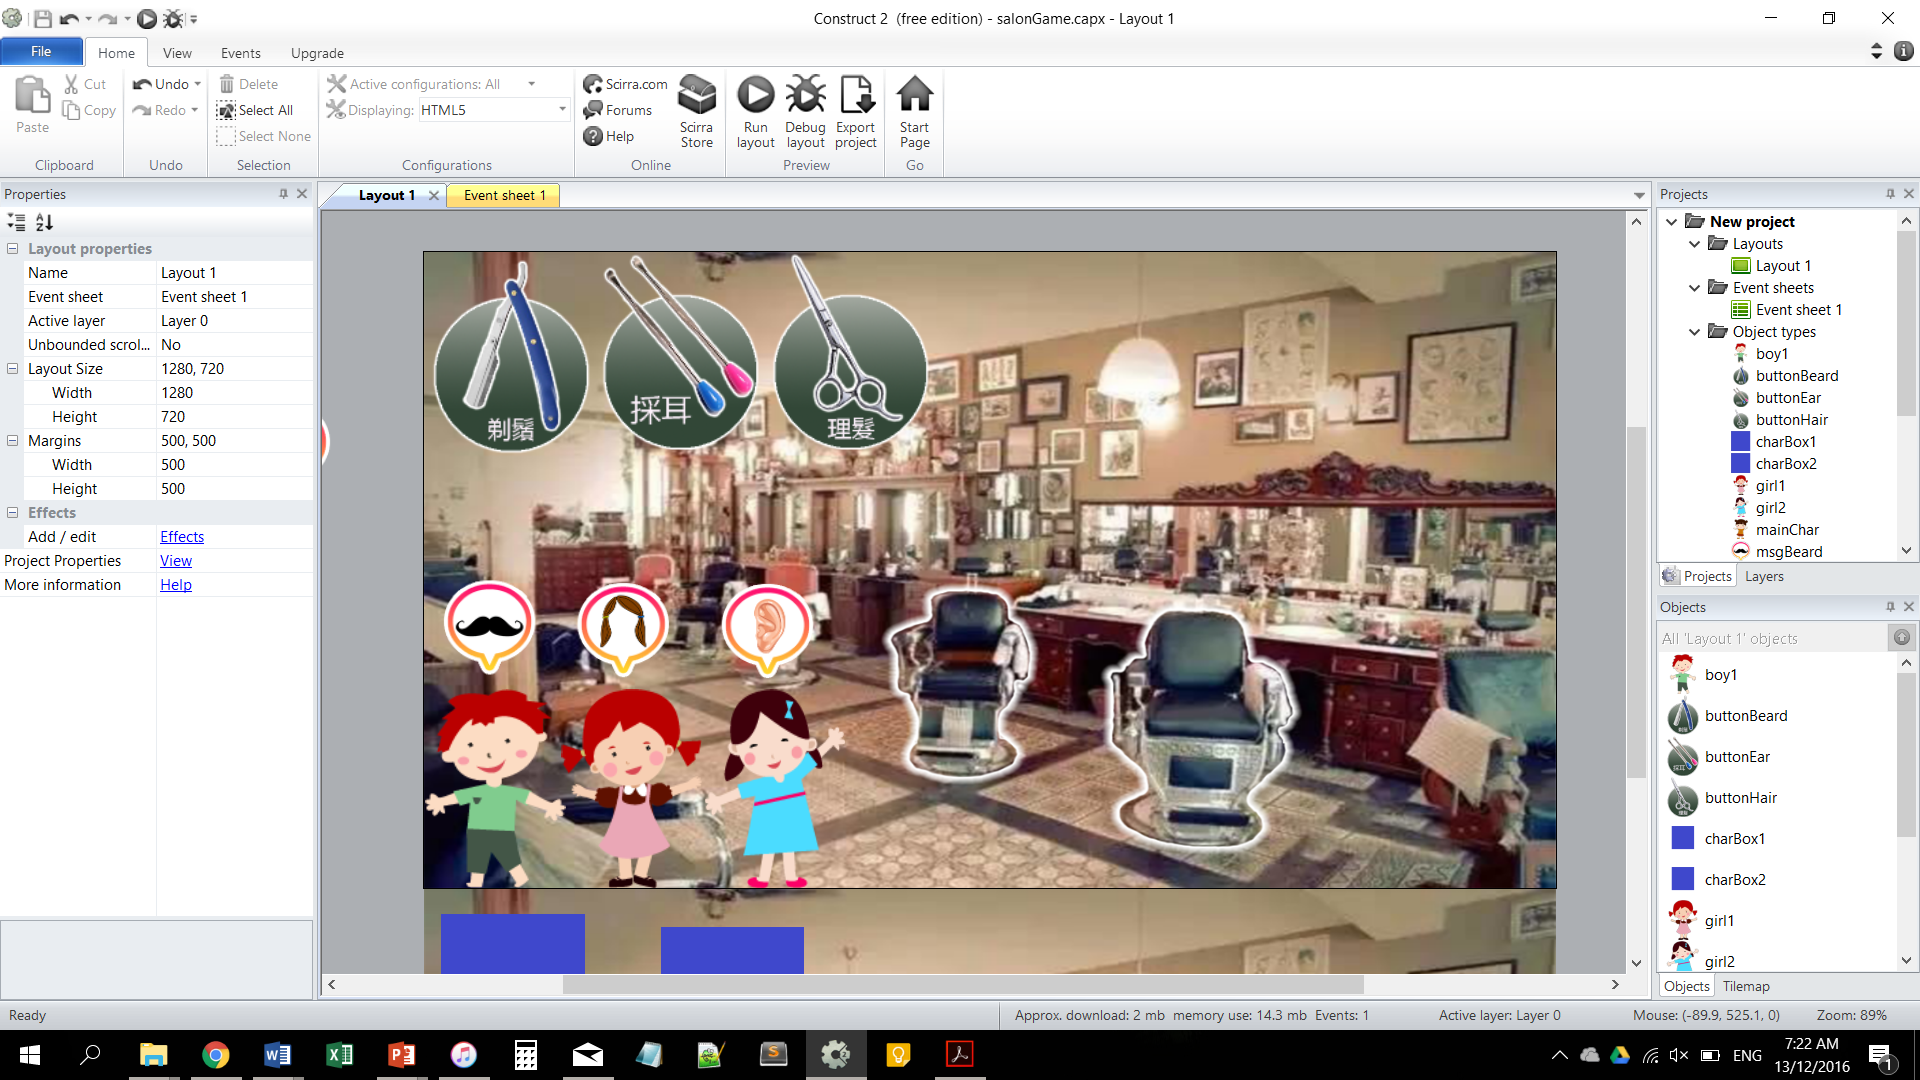 Construct 2 (free edition) - salonGame.capx - Layout 1
File Home View Events Upgrade
Paste
Cut
Copy
Clipboard
Undo
Redo
Undo
Delete
Select All
Select None
Selection
Active configurations: All
Displaying: HTML5
Configurations
Scirra.com
Forums
Help
Scirra Store
Online
Run layout
Debug layout
Export project
Preview
Start Page
Go
Properties
Layout properties
Name Layout 1
Event sheet Event sheet 1
Active layer Layer 0
Unbounded scrol... No
Layout Size 1280, 720
Width 1280
Height 720
Margins 500, 500
Width 500
Height 500
Effects
Add / edit Effects
Project Properties View
More information Help
Layout 1
Event sheet 1
剃鬚
採耳
理髮
Projects
New project
Layouts
Layout 1
Event sheets
Event sheet 1
Object types
boy1
buttonBeard
buttonEar
buttonHair
charBox1
charBox2
girl1
girl2
mainChar
msgBeard
Projects Layers
Objects
All 'Layout 1' objects
boy1
buttonBeard
buttonEar
buttonHair
charBox1
charBox2
girl1
girl2
Objects Tilemap
Ready
Approx. download: 2 mb memory use: 14.3 mb Events: 1
Active layer: Layer 0
Mouse: (-89.9, 525.1, 0)
Zoom: 89%
ENG
7:22 AM
13/12/2016
1